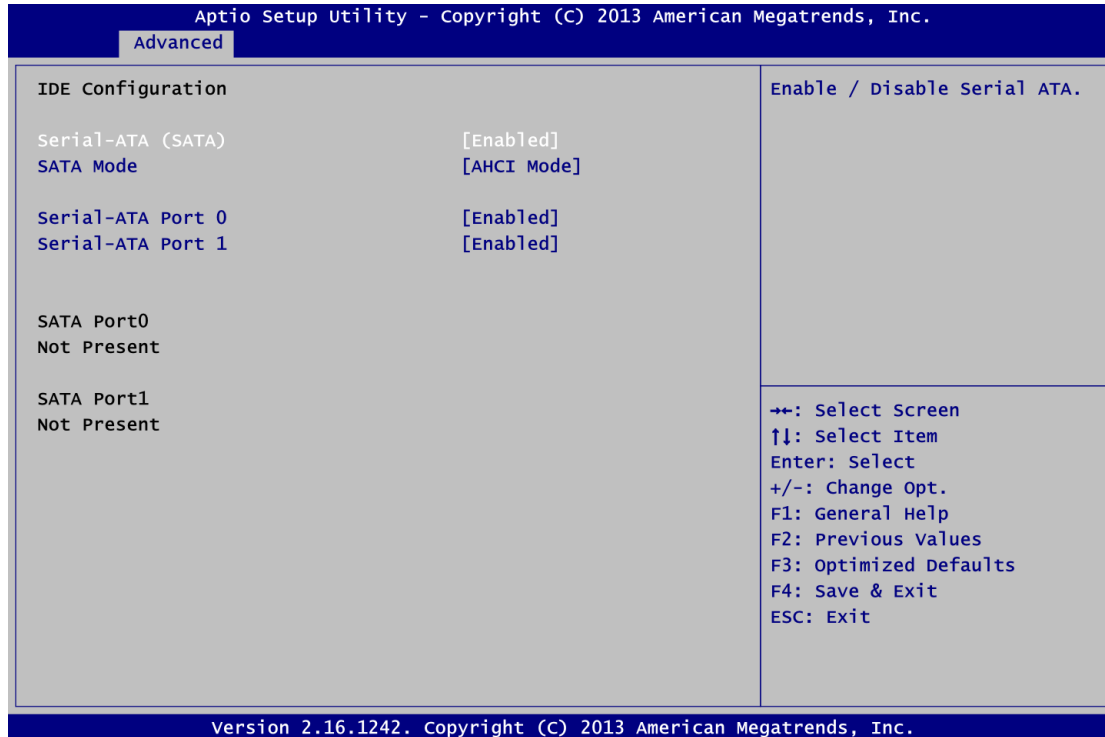 Aptio Setup Utility - Copyright (C) 2013 American Megatrends, Inc.
Advanced
IDE Configuration
Serial-ATA (SATA) [Enabled]
SATA Mode [AHCI Mode]
Serial-ATA Port 0 [Enabled]
Serial-ATA Port 1 [Enabled]
SATA Port0
Not Present
SATA Port1
Not Present
Enable / Disable Serial ATA.
→←: Select Screen
↑↓: Select Item
Enter: Select
+/-: Change Opt.
F1: General Help
F2: Previous Values
F3: Optimized Defaults
F4: Save & Exit
ESC: Exit
Version 2.16.1242. Copyright (C) 2013 American Megatrends, Inc.